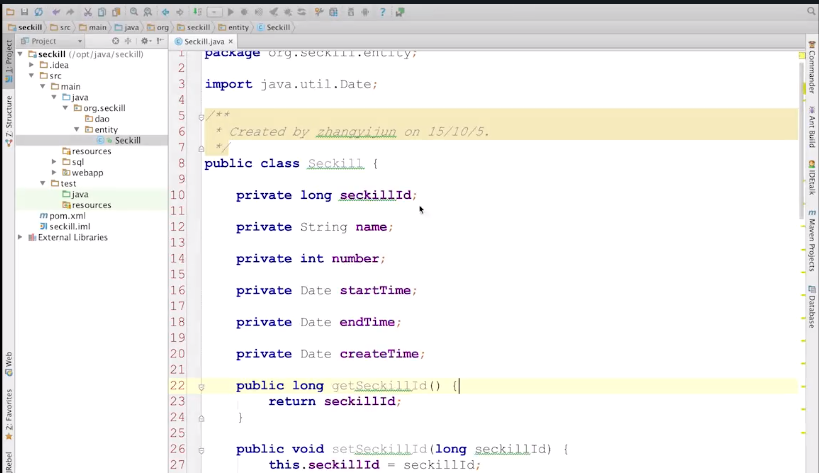 seckill src main java org seckill entity Seckill
Project
Seckill.java
1: Project
Z: Structure
Web
2: Favorites
JRebel
seckill (/opt/java/seckill)
.idea
src
main
java
org.seckill
dao
entity
Seckill
resources
sql
webapp
test
java
resources
pom.xml
seckill.iml
External Libraries
1 package org.seckill.entity;
2
3 import java.util.Date;
4
5 /**
6 * Created by zhangyijun on 15/10/5.
7 */
8 public class Seckill {
9
10 private long seckillId;
11
12 private String name;
13
14 private int number;
15
16 private Date startTime;
17
18 private Date endTime;
19
20 private Date createTime;
21
22 public long getSeckillId() {
23 return seckillId;
24 }
25
26 public void setSeckillId(long seckillId) {
27 this.seckillId = seckillId;
Commander
Ant Build
IDEtalk
Maven Projects
Database